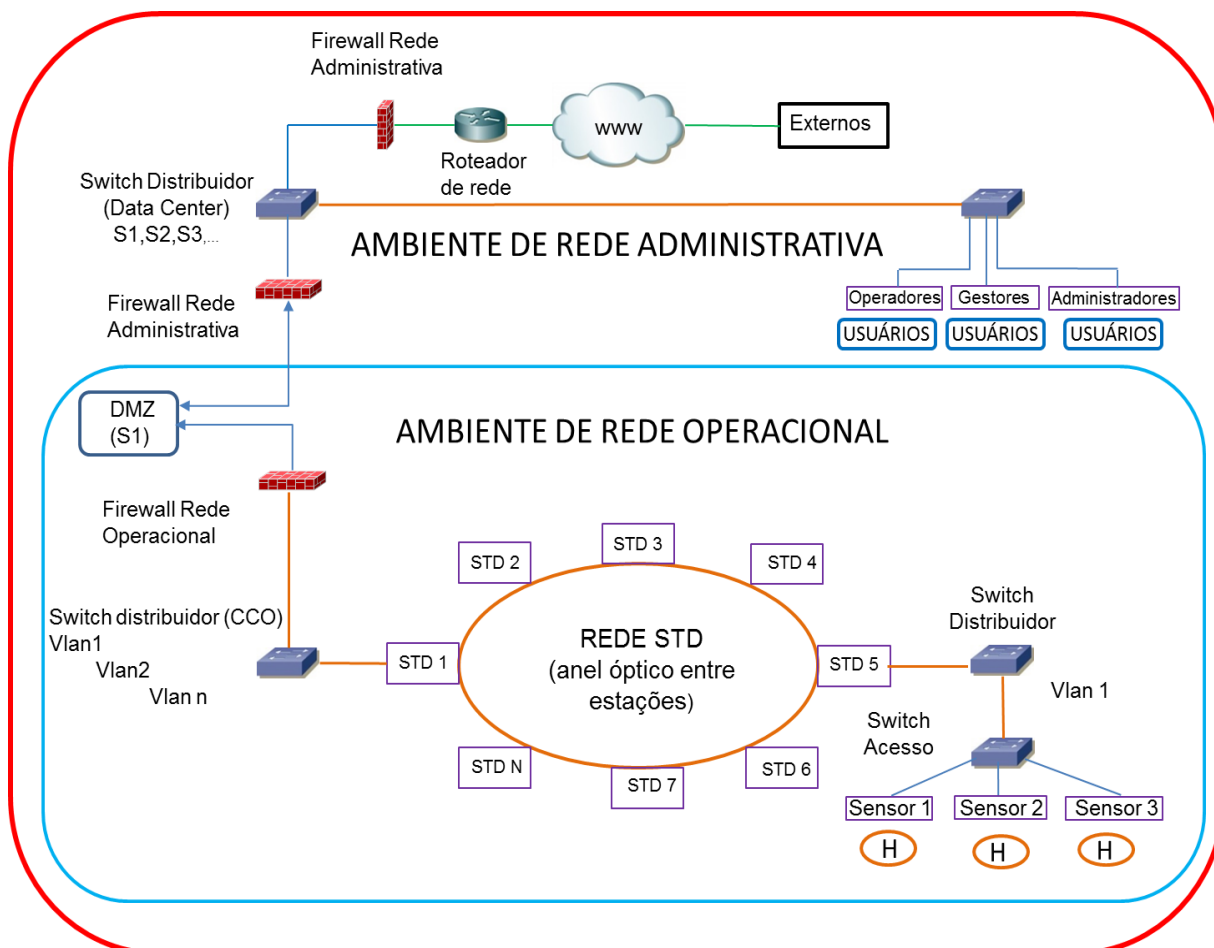 Firewall Rede
Administrativa
www
Externos
Roteador
de rede
Switch Distribuidor
(Data Center)
S1,S2,S3,...
AMBIENTE DE REDE ADMINISTRATIVA
Firewall Rede
Administrativa
Operadores
Gestores
Administradores
USUÁRIOS
USUÁRIOS
USUÁRIOS
DMZ
(S1)
AMBIENTE DE REDE OPERACIONAL
Firewall Rede
Operacional
Switch distribuidor (CCO)
Vlan1
Vlan2
Vlan n
STD 1
STD 2
STD 3
STD 4
STD 5
STD 6
STD 7
STD N
REDE STD
(anel óptico entre
estações)
Switch
Distribuidor
Vlan 1
Switch
Acesso
Sensor 1
Sensor 2
Sensor 3
H
H
H